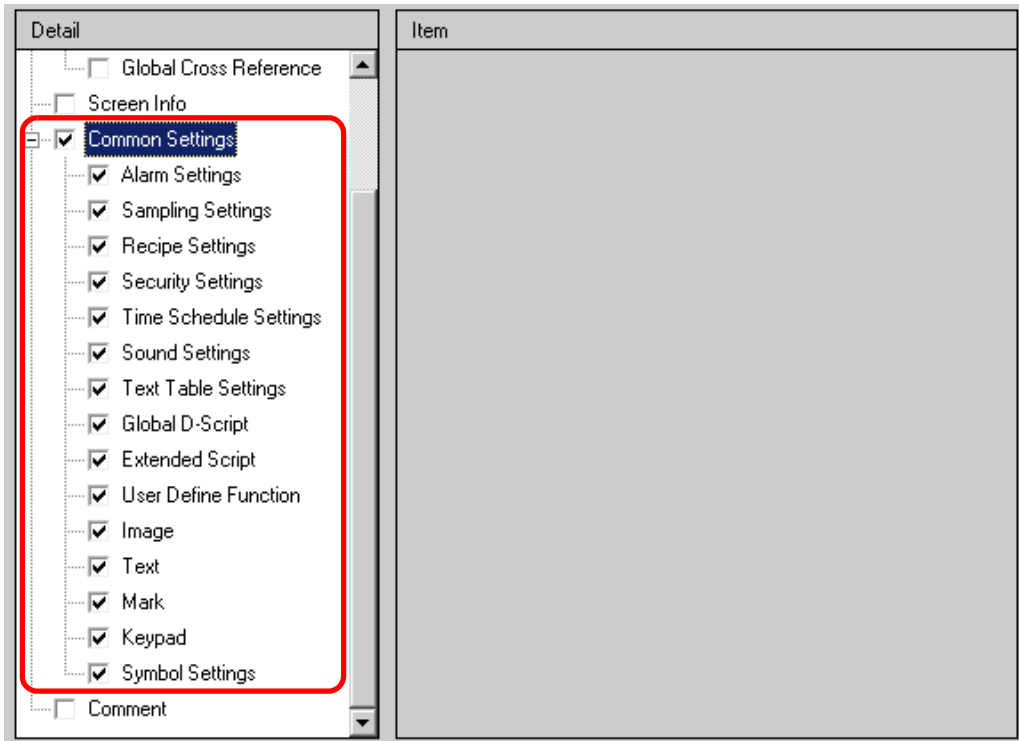 Detail
Global Cross Reference
Screen Info
Common Settings
Alarm Settings
Sampling Settings
Recipe Settings
Security Settings
Time Schedule Settings
Sound Settings
Text Table Settings
Global D-Script
Extended Script
User Define Function
Image
Text
Mark
Keypad
Symbol Settings
Comment
Item